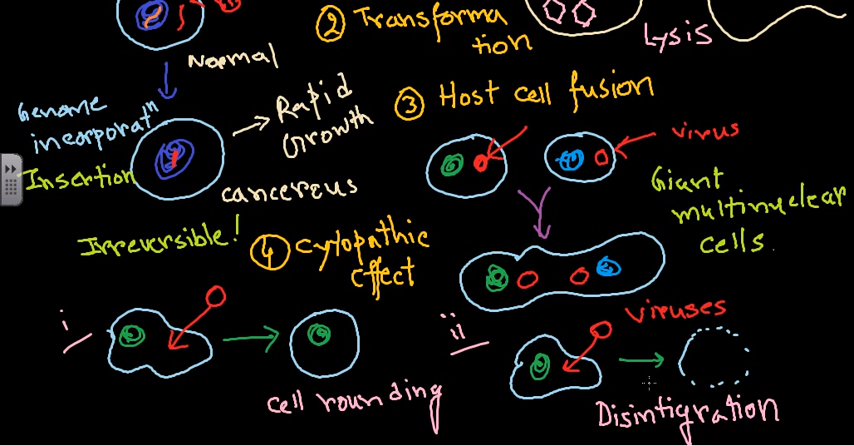 ② Transforma
tion
Lysis
Normal
Genome
incorporatⁿ
Rapid
Growth
③ Host cell fusion
virus
Insertion
cancerous
Giant
multinuclear
cells.
Irreversible!
④ Cytopathic
effect
i
ii
viruses
Cell rounding
Disintigration